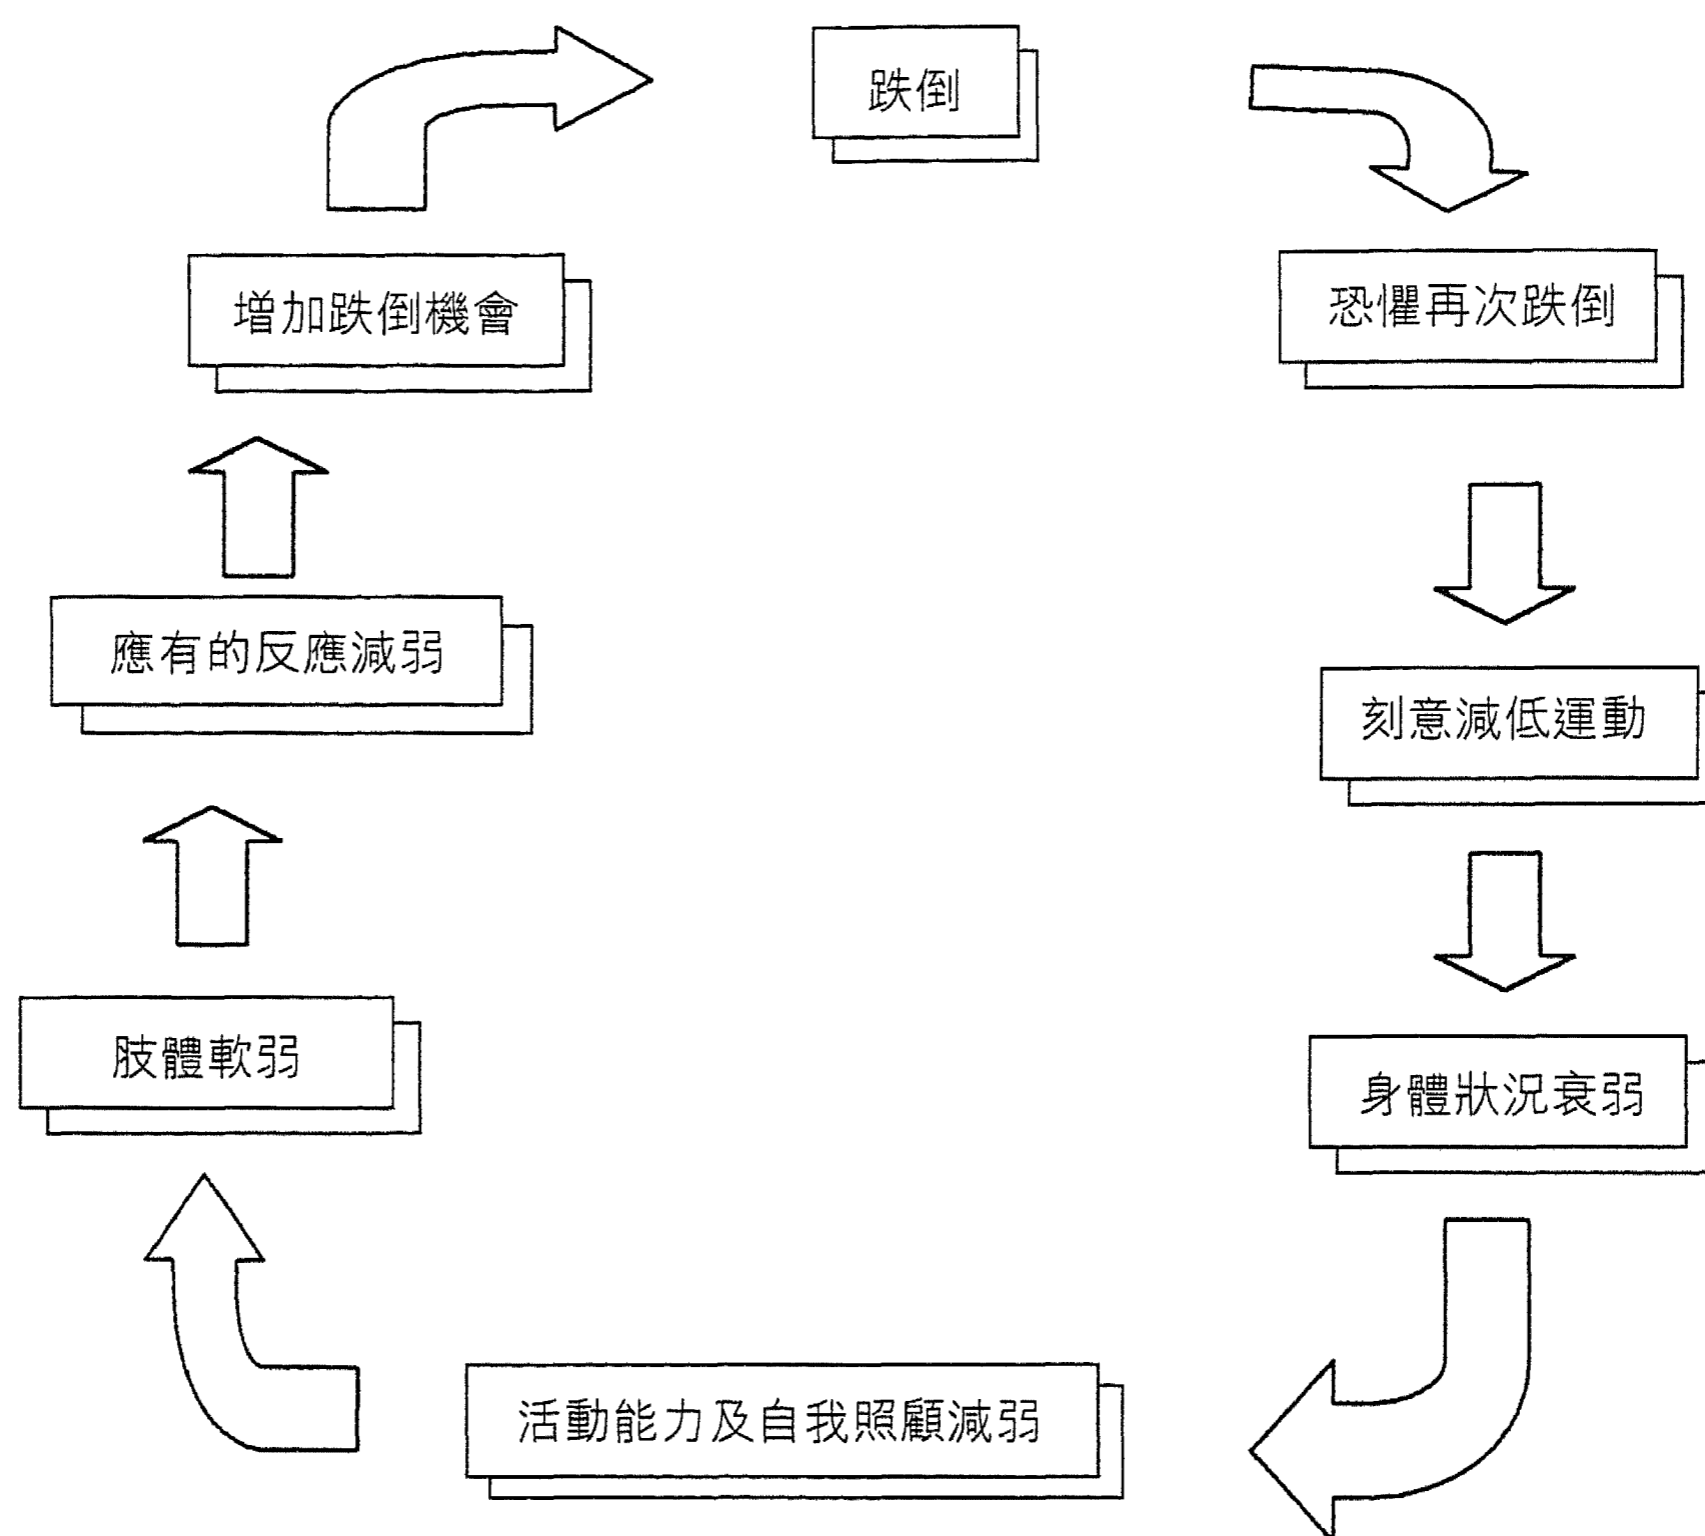 跌倒
恐懼再次跌倒
刻意減低運動
身體狀況衰弱
活動能力及自我照顧減弱
肢體軟弱
應有的反應減弱
增加跌倒機會